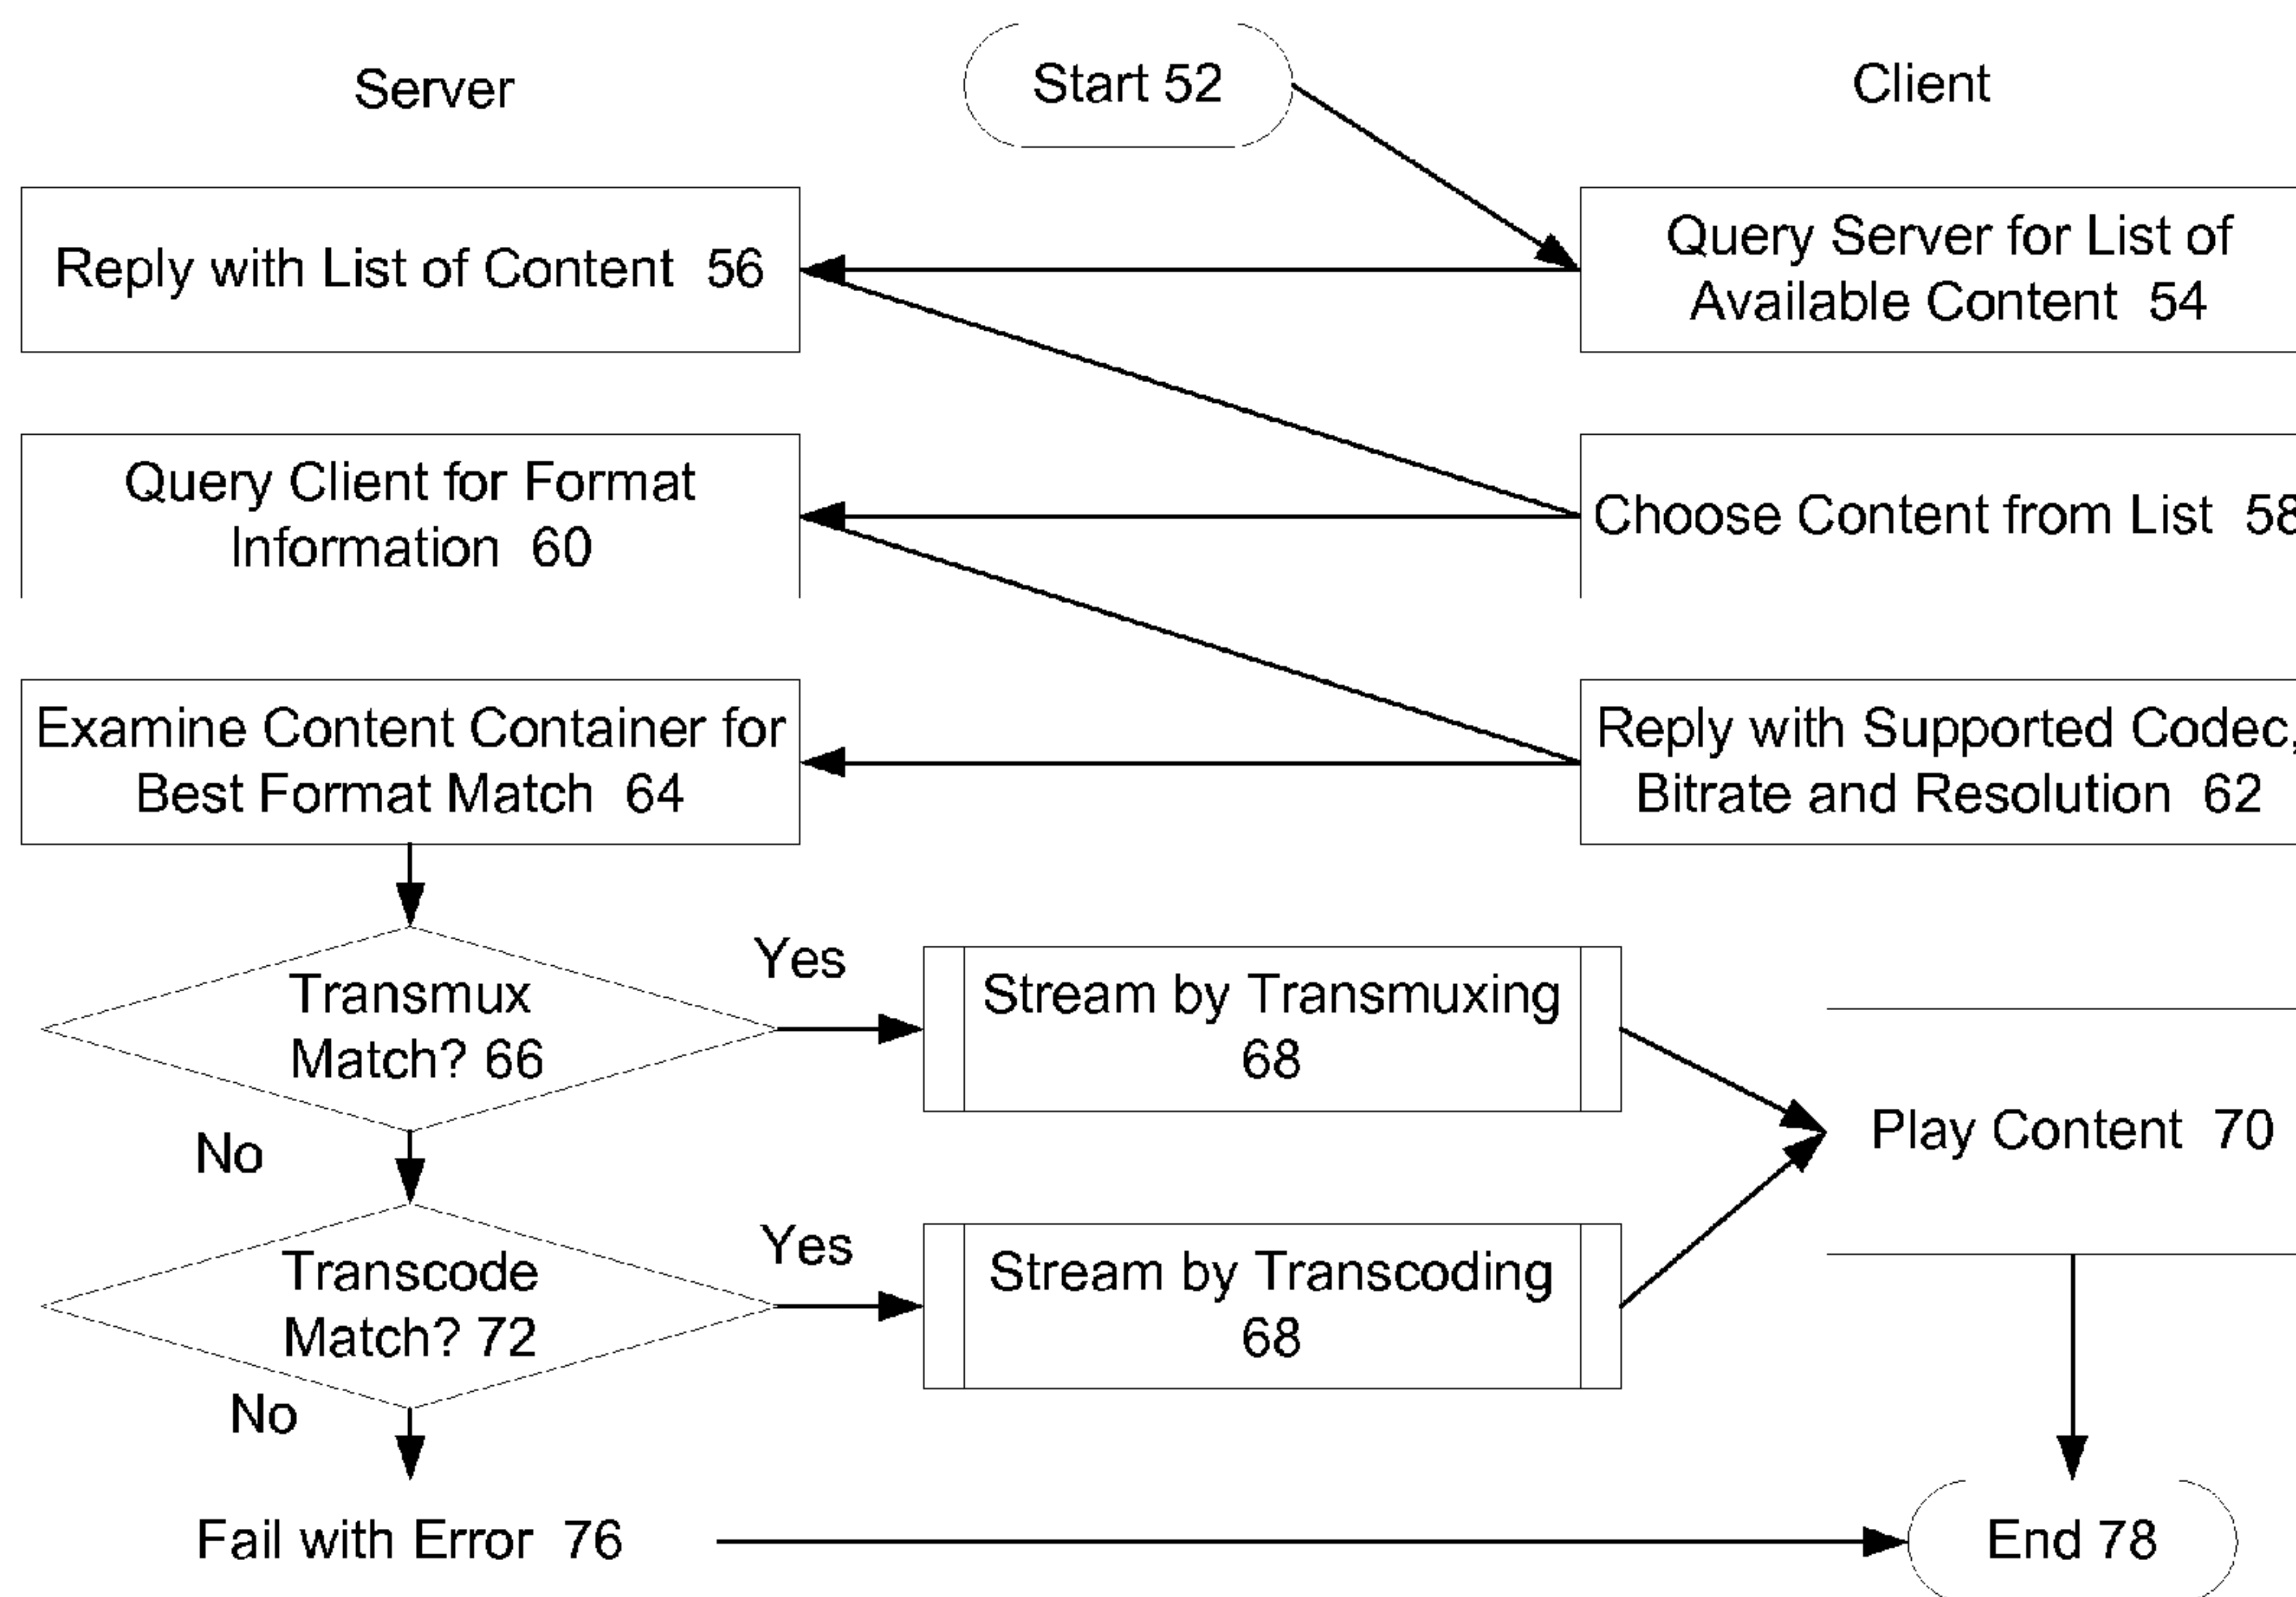 Server
Start 52
Client
Reply with List of Content 56
Query Server for List of
Available Content 54
Query Client for Format
Information 60
Choose Content from List 58
Examine Content Container for
Best Format Match 64
Reply with Supported Codec,
Bitrate and Resolution 62
Transmux
Match? 66
Yes
Stream by Transmuxing
68
Play Content 70
No
Transcode
Match? 72
Yes
Stream by Transcoding
68
No
Fail with Error 76
End 78